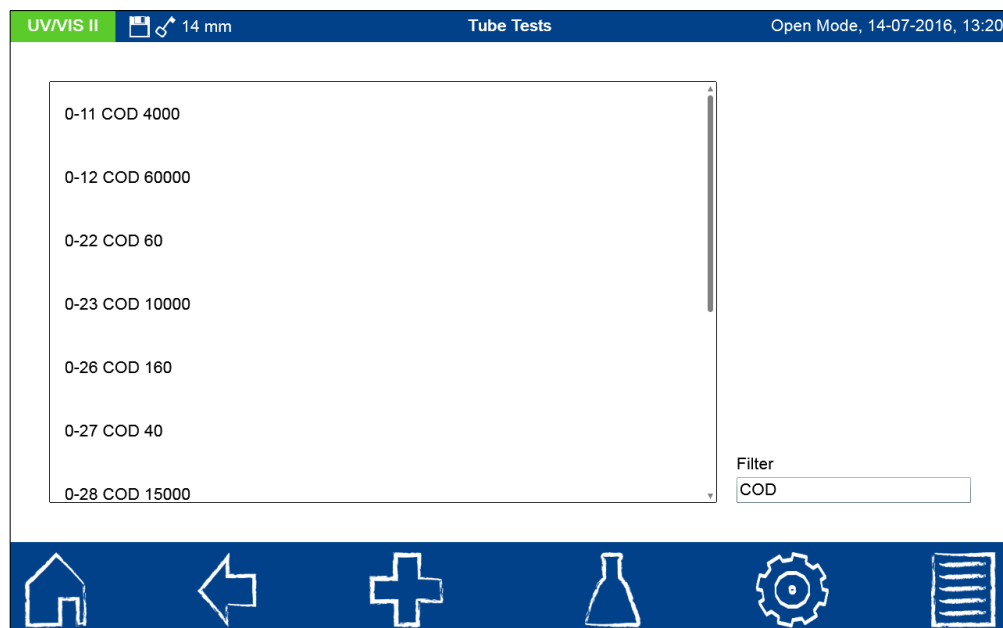 UV/VIS II 14 mm Tube Tests Open Mode, 14-07-2016, 13:20
0-11 COD 4000
0-12 COD 60000
0-22 COD 60
0-23 COD 10000
0-26 COD 160
0-27 COD 40
0-28 COD 15000
Filter
COD